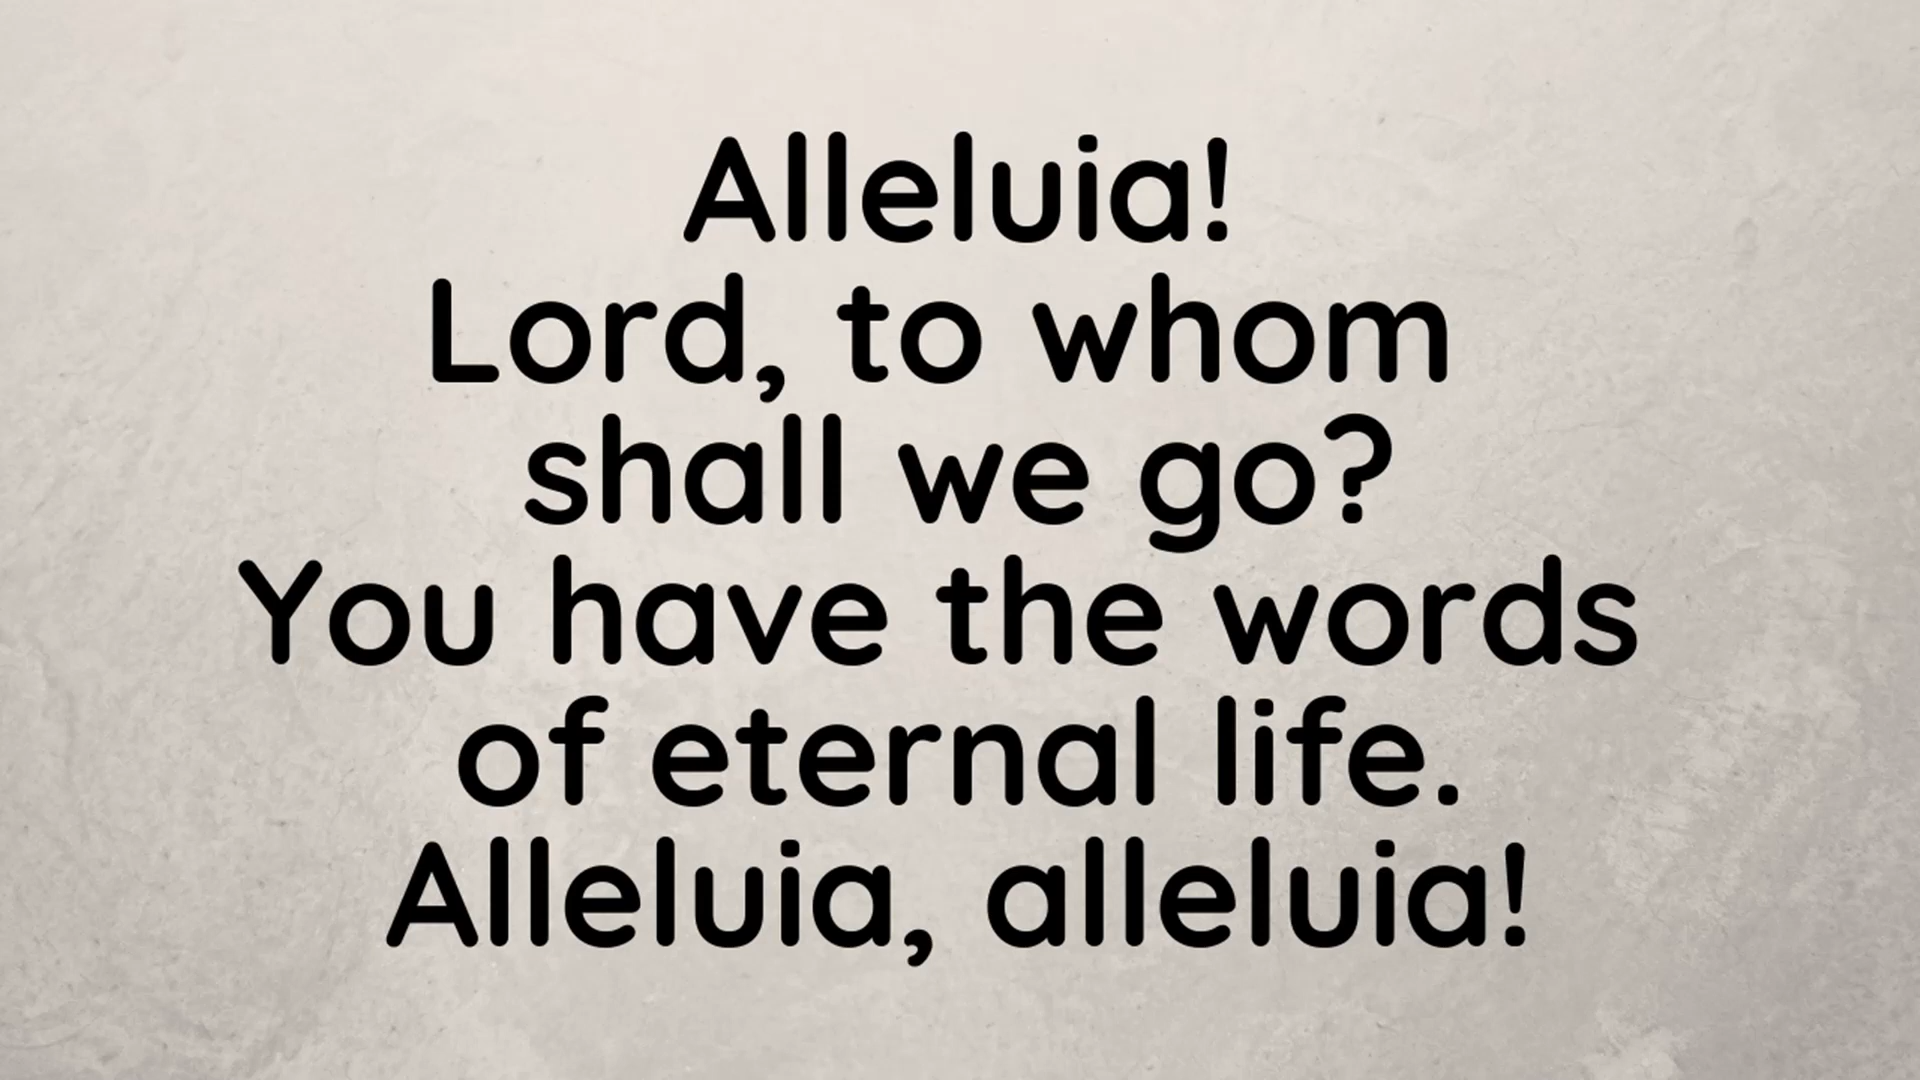 Alleluia!
Lord, to whom
shall we go?
You have the words
of eternal life.
Alleluia, alleluia!